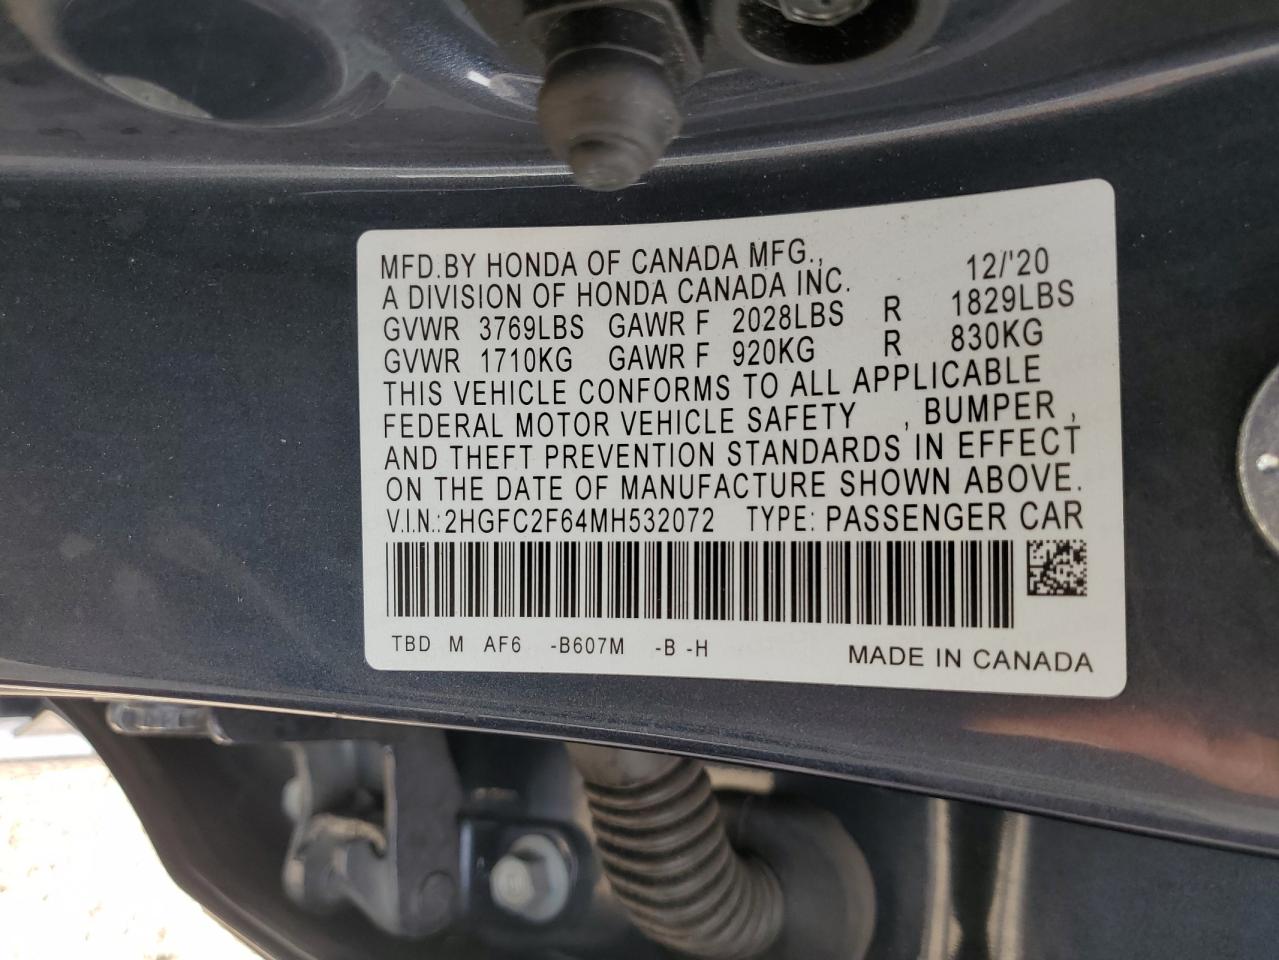 MFD.BY HONDA OF CANADA MFG.,
A DIVISION OF HONDA CANADA INC. 12/'20
GVWR 3769LBS GAWR F 2028LBS R 1829LBS
GVWR 1710KG GAWR F 920KG R 830KG
THIS VEHICLE CONFORMS TO ALL APPLICABLE
FEDERAL MOTOR VEHICLE SAFETY , BUMPER ,
AND THEFT PREVENTION STANDARDS IN EFFECT
ON THE DATE OF MANUFACTURE SHOWN ABOVE.
V.I.N.:2HGFC2F64MH532072 TYPE: PASSENGER CAR
TBD M AF6 -B607M -B -H MADE IN CANADA